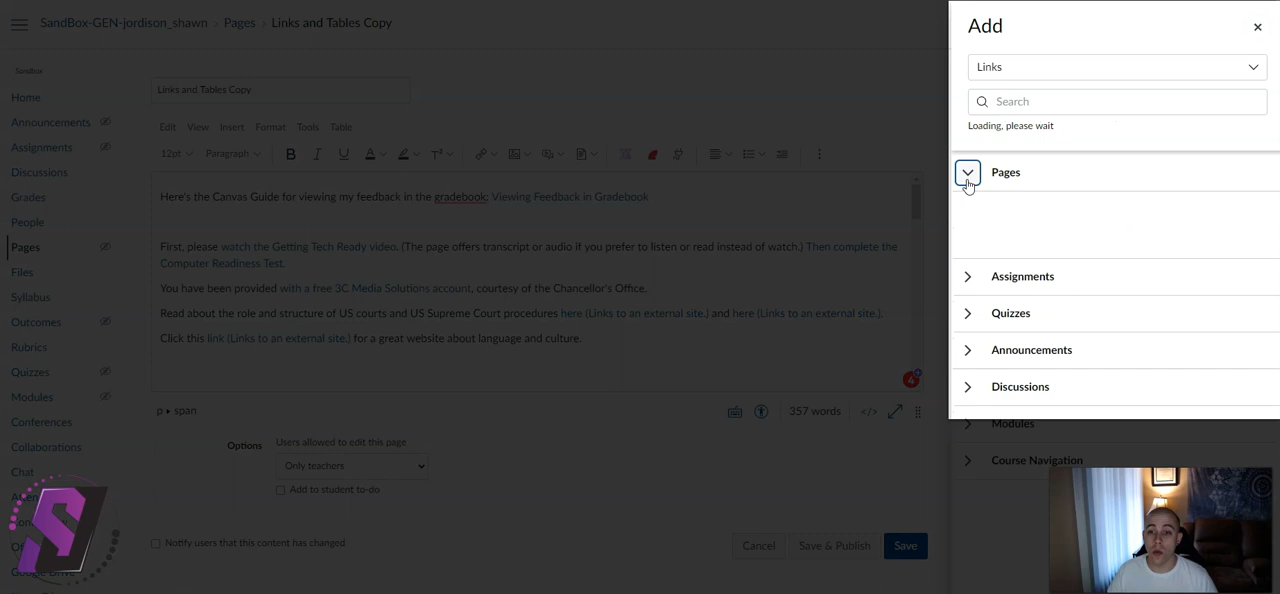 SandBox-GEN-jordison_shawn > Pages > Links and Tables Copy
Sandbox
Home
Announcements
Assignments
Discussions
Grades
People
Pages
Files
Syllabus
Outcomes
Rubrics
Quizzes
Modules
Conferences
Collaborations
Chat
Google Drive
Links and Tables Copy
Edit View Insert Format Tools Table
12pt Paragraph B I U A T²
Here's the Canvas Guide for viewing my feedback in the gradebook: Viewing Feedback in Gradebook
First, please watch the Getting Tech Ready video. (The page offers transcript or audio if you prefer to listen or read instead of watch.) Then complete the
Computer Readiness Test.
You have been provided with a free 3C Media Solutions account, courtesy of the Chancellor's Office.
Read about the role and structure of US courts and US Supreme Court procedures here (Links to an external site.) and here (Links to an external site.).
Click this link (Links to an external site.) for a great website about language and culture.
4
p ▸ span
357 words </>
Options
Users allowed to edit this page
Only teachers
Add to student to-do
Notify users that this content has changed
Cancel Save & Publish Save
Add
Links
Search
Loading, please wait
Pages
Assignments
Quizzes
Announcements
Discussions
Modules
Course Navigation